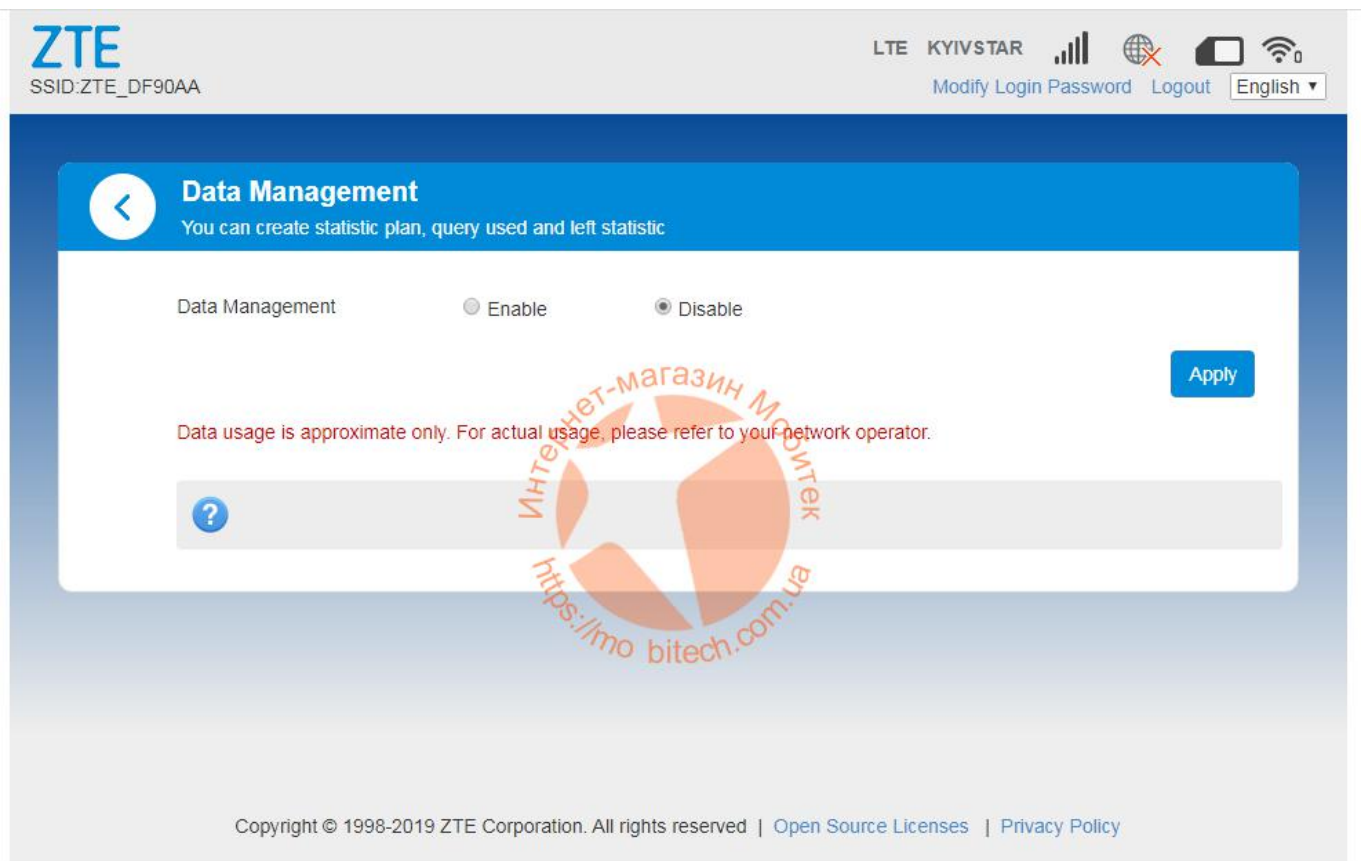 ZTE
LTE KYIVSTAR
SSID:ZTE_DF90AA
Modify Login Password Logout English
Data Management
You can create statistic plan, query used and left statistic
Data Management Enable Disable
Apply
Data usage is approximate only. For actual usage, please refer to your network operator.
?
Интернет-магазин Мобитек
https://mo bitech.com.ua
Copyright © 1998-2019 ZTE Corporation. All rights reserved | Open Source Licenses | Privacy Policy